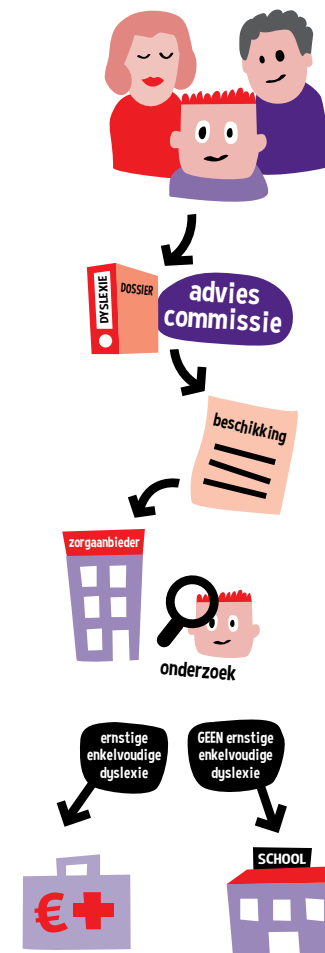 DYSLEXIE
DOSSIER
advies
commissie
beschikking
zorgaanbieder
onderzoek
ernstige
enkelvoudige
dyslexie
GEEN ernstige
enkelvoudige
dyslexie
SCHOOL
€